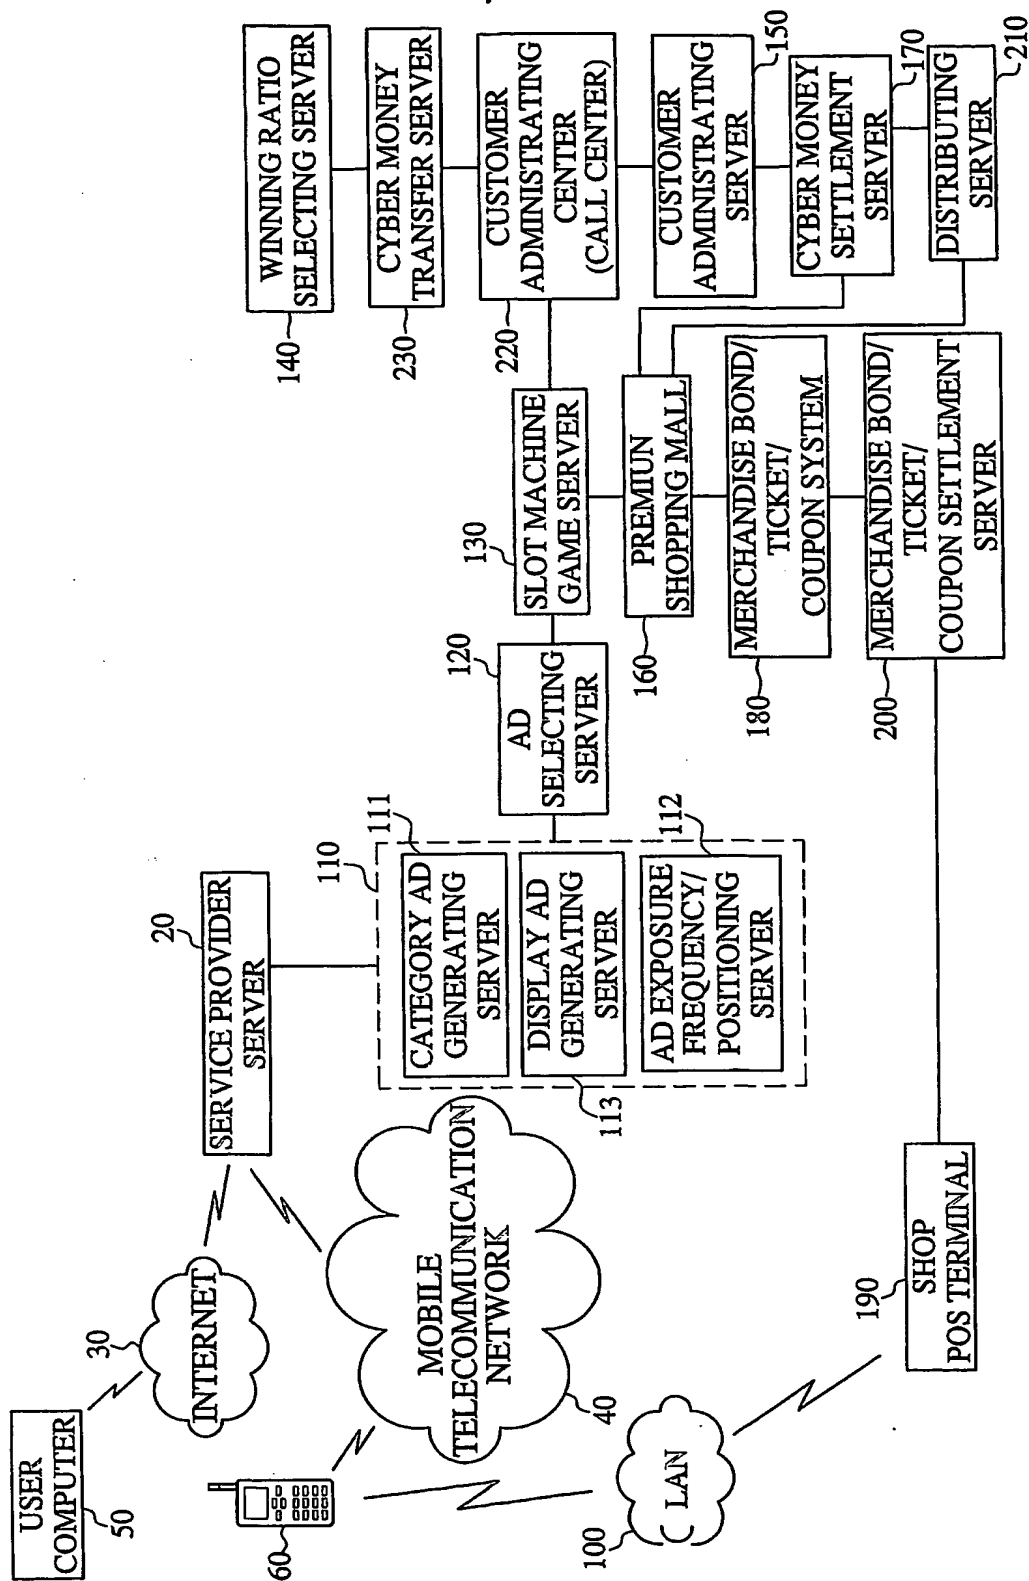 USER
COMPUTER
50
30
INTERNET
20
SERVICE PROVIDER
SERVER
60
MOBILE
TELECOMMUNICATION
NETWORK
40
100
LAN
190
SHOP
POS TERMINAL
110
111
CATEGORY AD
GENERATING
SERVER
DISPLAY AD
GENERATING
SERVER
113
112
AD EXPOSURE
FREQUENCY/
POSITIONING
SERVER
120
AD
SELECTING
SERVER
130
SLOT MACHINE
GAME SERVER
160
PREMIUN
SHOPPING MALL
180
MERCHANDISE BOND/
TICKET/
COUPON SYSTEM
200
MERCHANDISE BOND/
TICKET/
COUPON SETTLEMENT
SERVER
140
WINNING RATIO
SELECTING SERVER
230
CYBER MONEY
TRANSFER SERVER
220
CUSTOMER
ADMINISTRATING
CENTER
(CALL CENTER)
CUSTOMER
ADMINISTRATING
SERVER
150
CYBER MONEY
SETTLEMENT
SERVER
170
DISTRIBUTING
SERVER
210